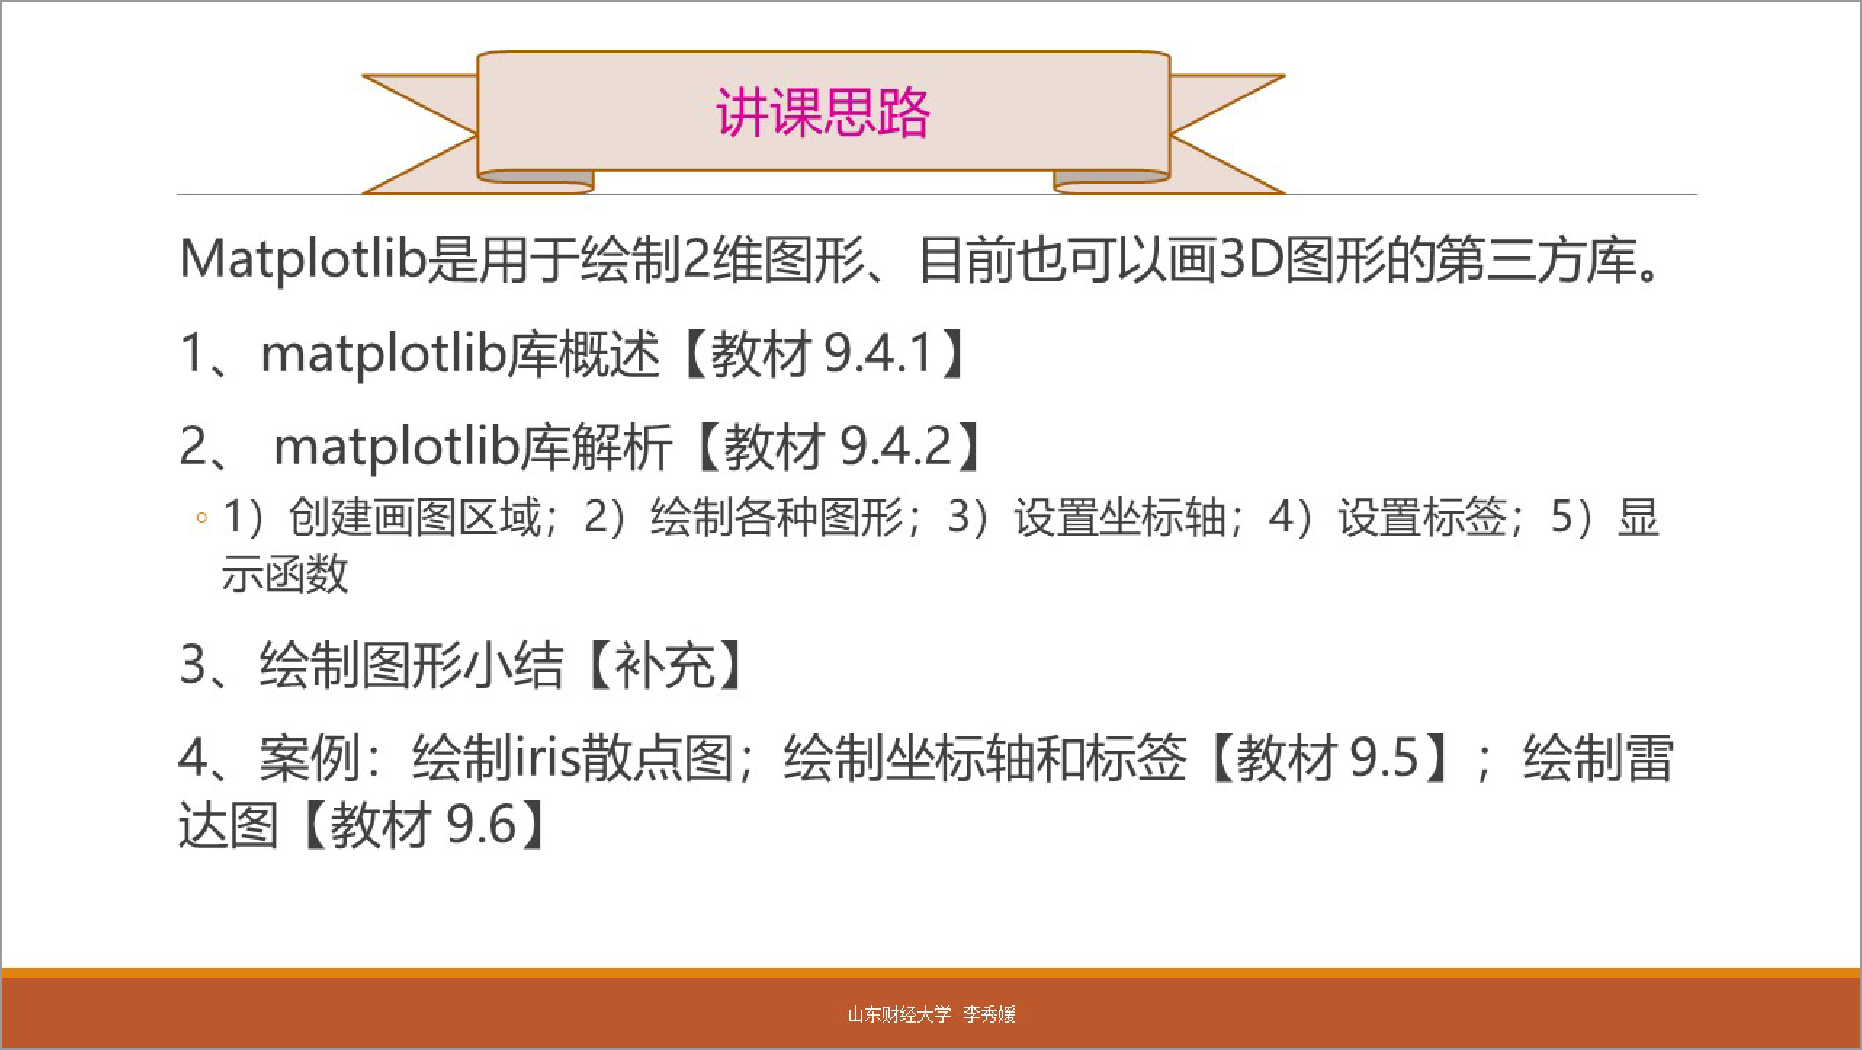 讲课思路
Matplotlib是用于绘制2维图形、目前也可以画3D图形的第三方库。
1、matplotlib库概述【教材 9.4.1】
2、 matplotlib库解析【教材 9.4.2】
1）创建画图区域；2）绘制各种图形；3）设置坐标轴；4）设置标签；5）显
示函数
3、绘制图形小结【补充】
4、案例：绘制iris散点图；绘制坐标轴和标签【教材 9.5】；绘制雷
达图【教材 9.6】
山东财经大学 李秀媛